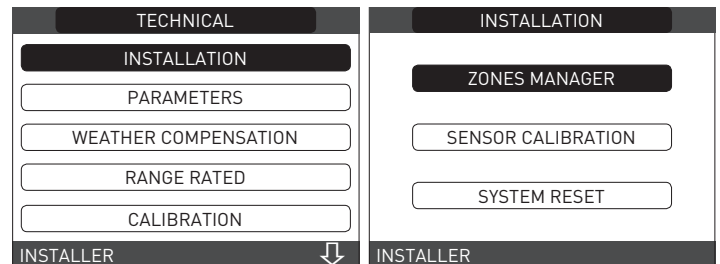 TECHNICAL
INSTALLATION
PARAMETERS
WEATHER COMPENSATION
RANGE RATED
CALIBRATION
INSTALLER
INSTALLATION
ZONES MANAGER
SENSOR CALIBRATION
SYSTEM RESET
INSTALLER